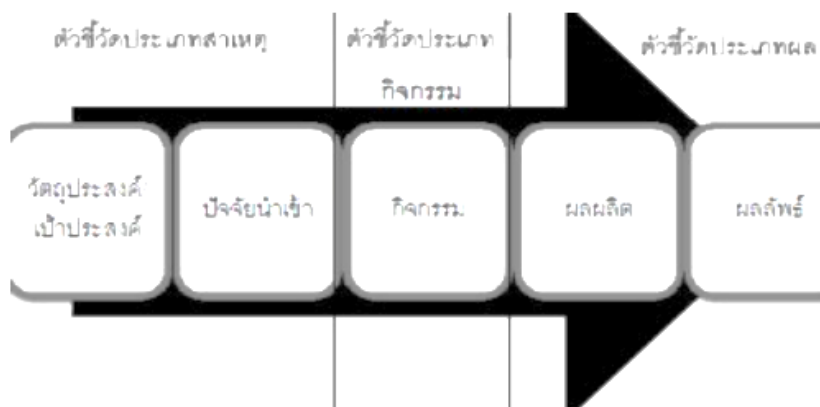 ตัวชี้วัดประเภทสาเหตุ
ตัวชี้วัดประเภท
กิจกรรม
ตัวชี้วัดประเภทผล
วัตถุประสงค์
เป้าประสงค์
ปัจจัยนำเข้า
กิจกรรม
ผลผลิต
ผลลัพธ์